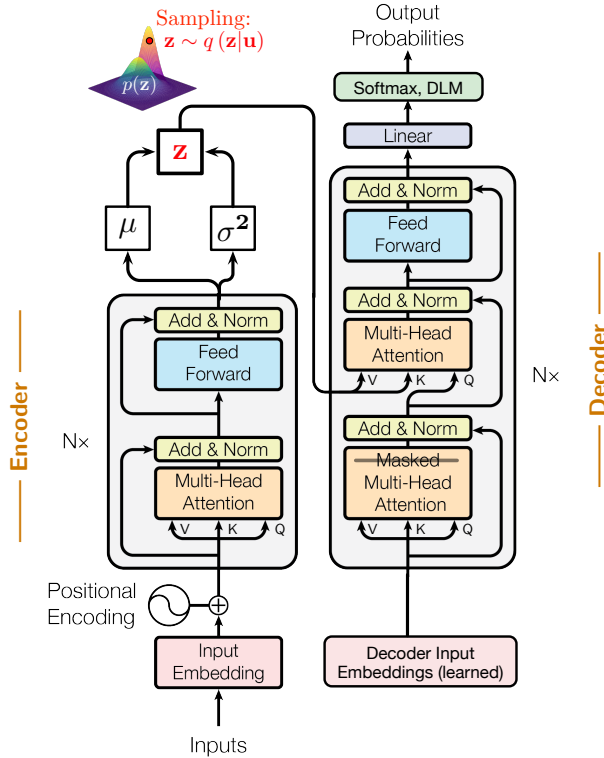 Sampling:
z ∼ q (z|u)
p(z)
z
μ
σ²
Encoder
N×
Add & Norm
Feed
Forward
Add & Norm
Multi-Head
Attention
V K Q
Positional
Encoding
Input
Embedding
Inputs
Output
Probabilities
Softmax, DLM
Linear
Add & Norm
Feed
Forward
Add & Norm
Multi-Head
Attention
V K Q
Add & Norm
Masked
Multi-Head
Attention
V K Q
N×
Decoder
Decoder Input
Embeddings (learned)